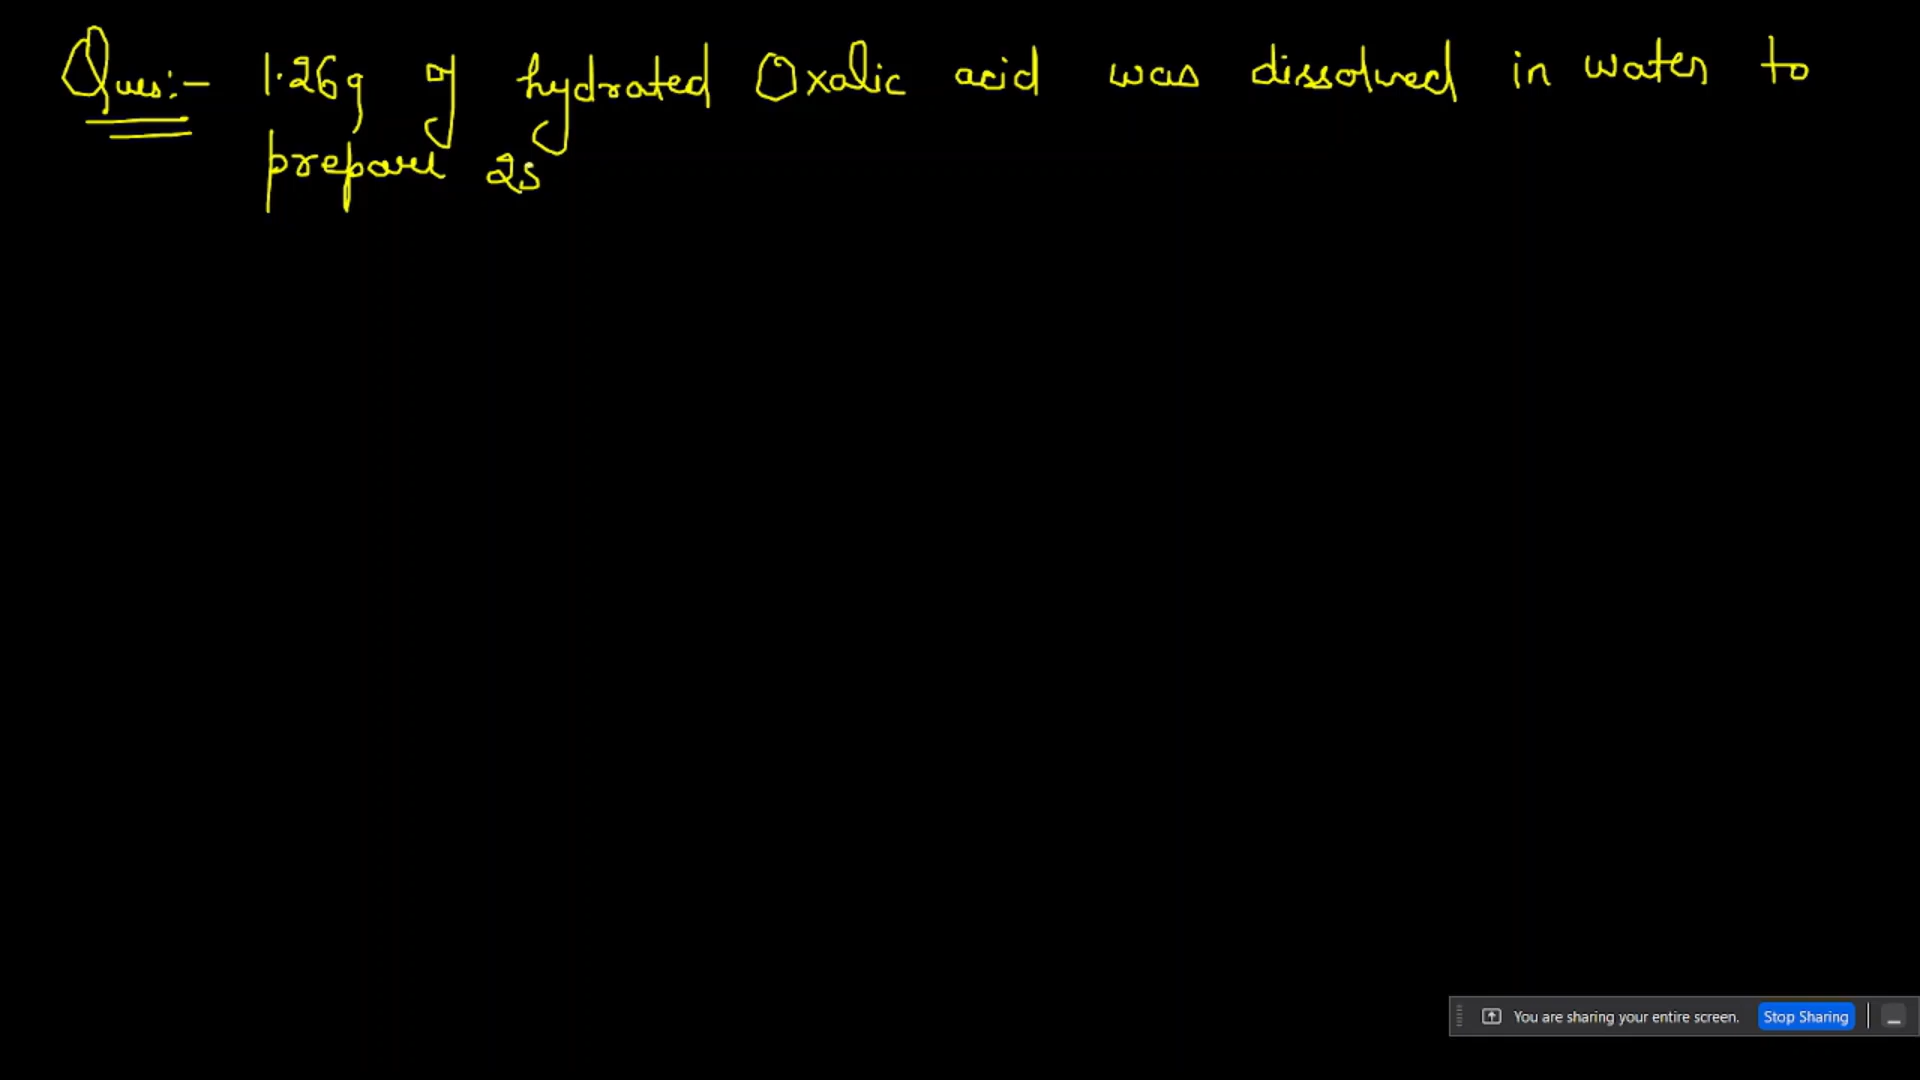 Ques:- 1.26g of hydrated Oxalic acid was dissolved in water to
prepare 25
You are sharing your entire screen. Stop Sharing